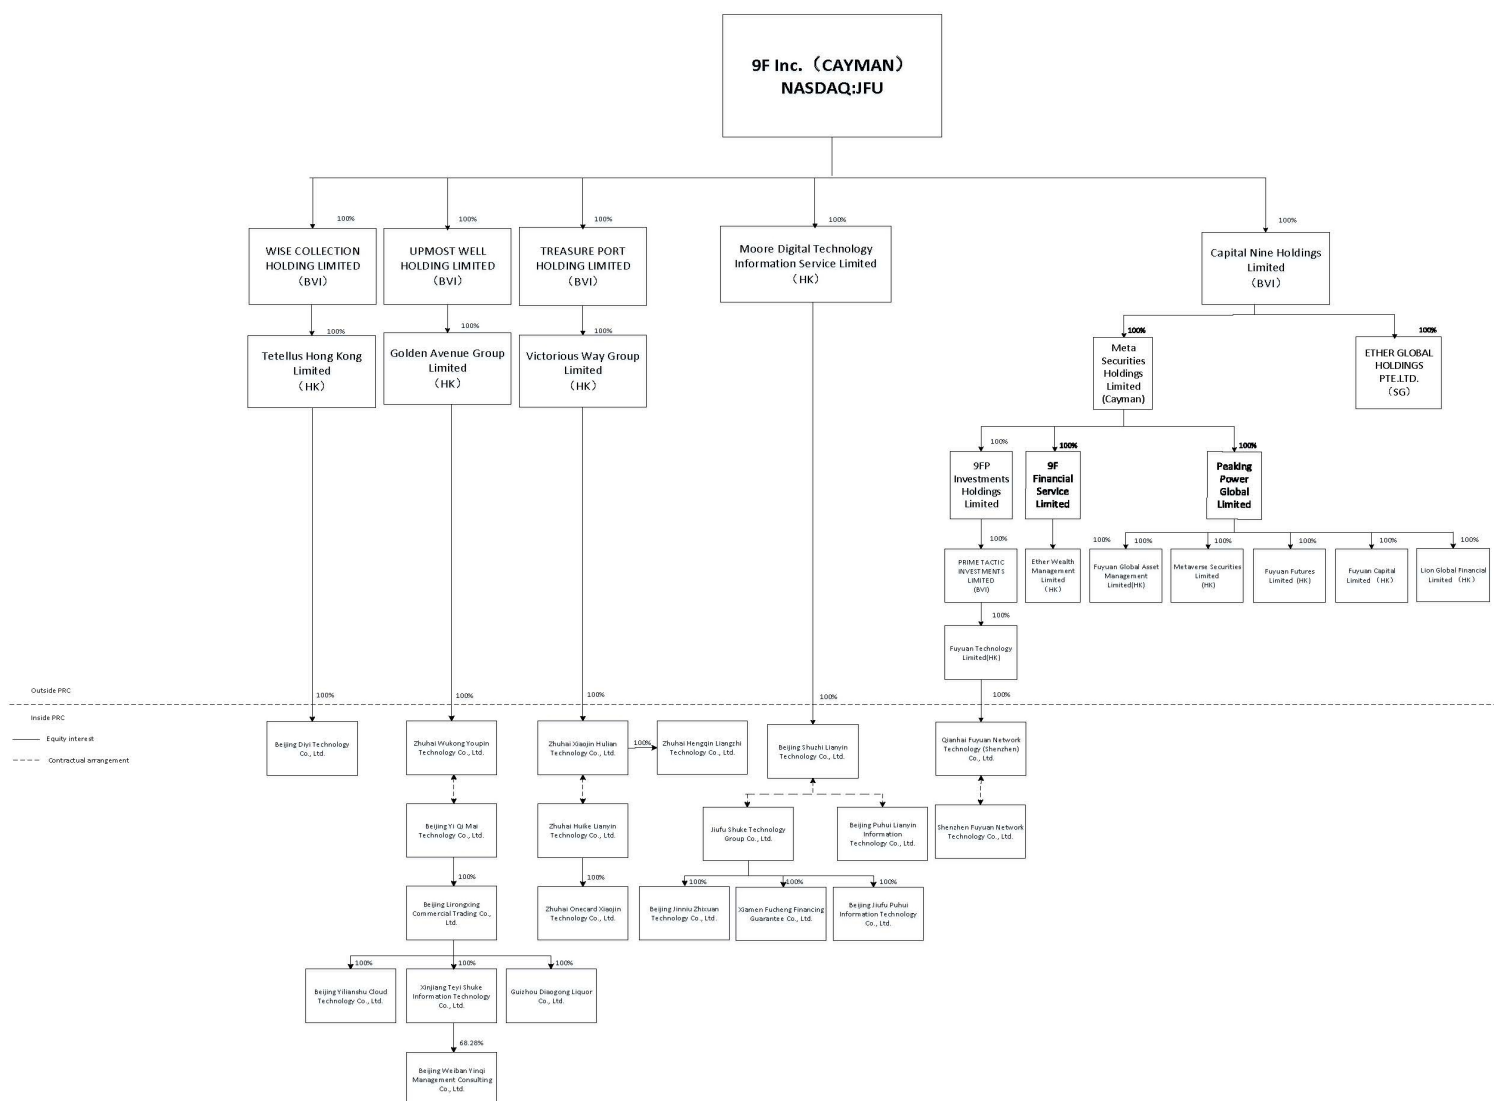 9F Inc.（CAYMAN）
NASDAQ:JFU
100%
100%
100%
100%
100%
WISE COLLECTION
HOLDING LIMITED
（BVI）
UPMOST WELL
HOLDING LIMITED
（BVI）
TREASURE PORT
HOLDING LIMITED
（BVI）
Moore Digital Technology
Information Service Limited
（HK）
Capital Nine Holdings
Limited
（BVI）
100%
100%
100%
100%
100%
Tetellus Hong Kong
Limited
（HK）
Golden Avenue Group
Limited
（HK）
Victorious Way Group
Limited
（HK）
Meta
Securities
Holdings
Limited
(Cayman)
ETHER GLOBAL
HOLDINGS
PTE.LTD.
（SG）
100%
100%
100%
9FP
Investments
Holdings
Limited
9F
Financial
Service
Limited
Peaking
Power
Global
Limited
100%
100%
100%
100%
100%
100%
100%
100%
PRIME TACTIC
INVESTMENTS
LIMITED
(BVI)
Ether Wealth
Management
Limited
（HK）
Fuyuan Global Asset
Management
Limited(HK)
Metaverse Securities
Limited
(HK)
Fuyuan Futures
Limited (HK)
Fuyuan Capital
Limited （HK）
Lion Global Financial
Limited （HK）
100%
Fuyuan Technology
Limited(HK)
Outside PRC
100%
100%
100%
100%
100%
Inside PRC
Equity interest
Contractual arrangement
Beijing Diyi Technology
Co., Ltd.
Zhuhai Wukong Youpin
Technology Co., Ltd.
Zhuhai Xiaojin Hulian
Technology Co., Ltd.
100%
Zhuhai Hengqin Liangzhi
Technology Co., Ltd.
Beijing Shuzhi Lianyin
Technology Co., Ltd.
Qianhai Fuyuan Network
Technology (Shenzhen)
Co., Ltd.
Beijing Yi Qi Mai
Technology Co., Ltd.
Zhuhai Huike Lianyin
Technology Co., Ltd.
Jiufu Shuke Technology
Group Co., Ltd.
Beijing Puhui Lianyin
Information
Technology Co., Ltd.
Shenzhen Fuyuan Network
Technology Co., Ltd.
100%
100%
100%
100%
100%
Beijing Lirongxing
Commercial Trading Co.,
Ltd.
Zhuhai Onecard Xiaojin
Technology Co., Ltd.
Beijing Jinniu Zhixuan
Technology Co., Ltd.
Xiamen Fucheng Financing
Guarantee Co., Ltd.
Beijing Jiufu Puhui
Information Technology
Co., Ltd.
100%
100%
100%
Beijing Yilianshu Cloud
Technology Co., Ltd.
Xinjiang Teyi Shuke
Information Technology
Co., Ltd.
Guizhou Diaogong Liquor
Co., Ltd.
68.28%
Beijing Weiban Yinqi
Management Consulting
Co., Ltd.